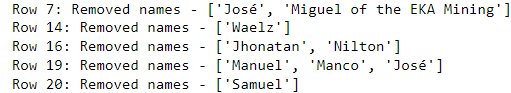 Row 7: Removed names - ['José', 'Miguel of the EKA Mining']
Row 14: Removed names - ['Waelz']
Row 16: Removed names - ['Jhonatan', 'Nilton']
Row 19: Removed names - ['Manuel', 'Manco', 'José']
Row 20: Removed names - ['Samuel']